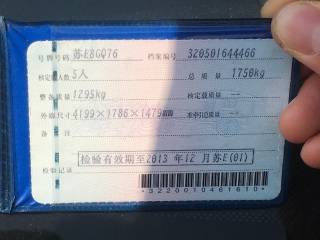 号牌号码 苏E8GQ76 档案编号 320501644466
核定载人数 5人 总质量 1750kg
整备质量 1295kg 核定载质量 --
外廓尺寸 4199×1786×1479 准牵引总质量 --
备注
检验有效期至2013年12月苏E(01)
检验记录
*3220010461610*